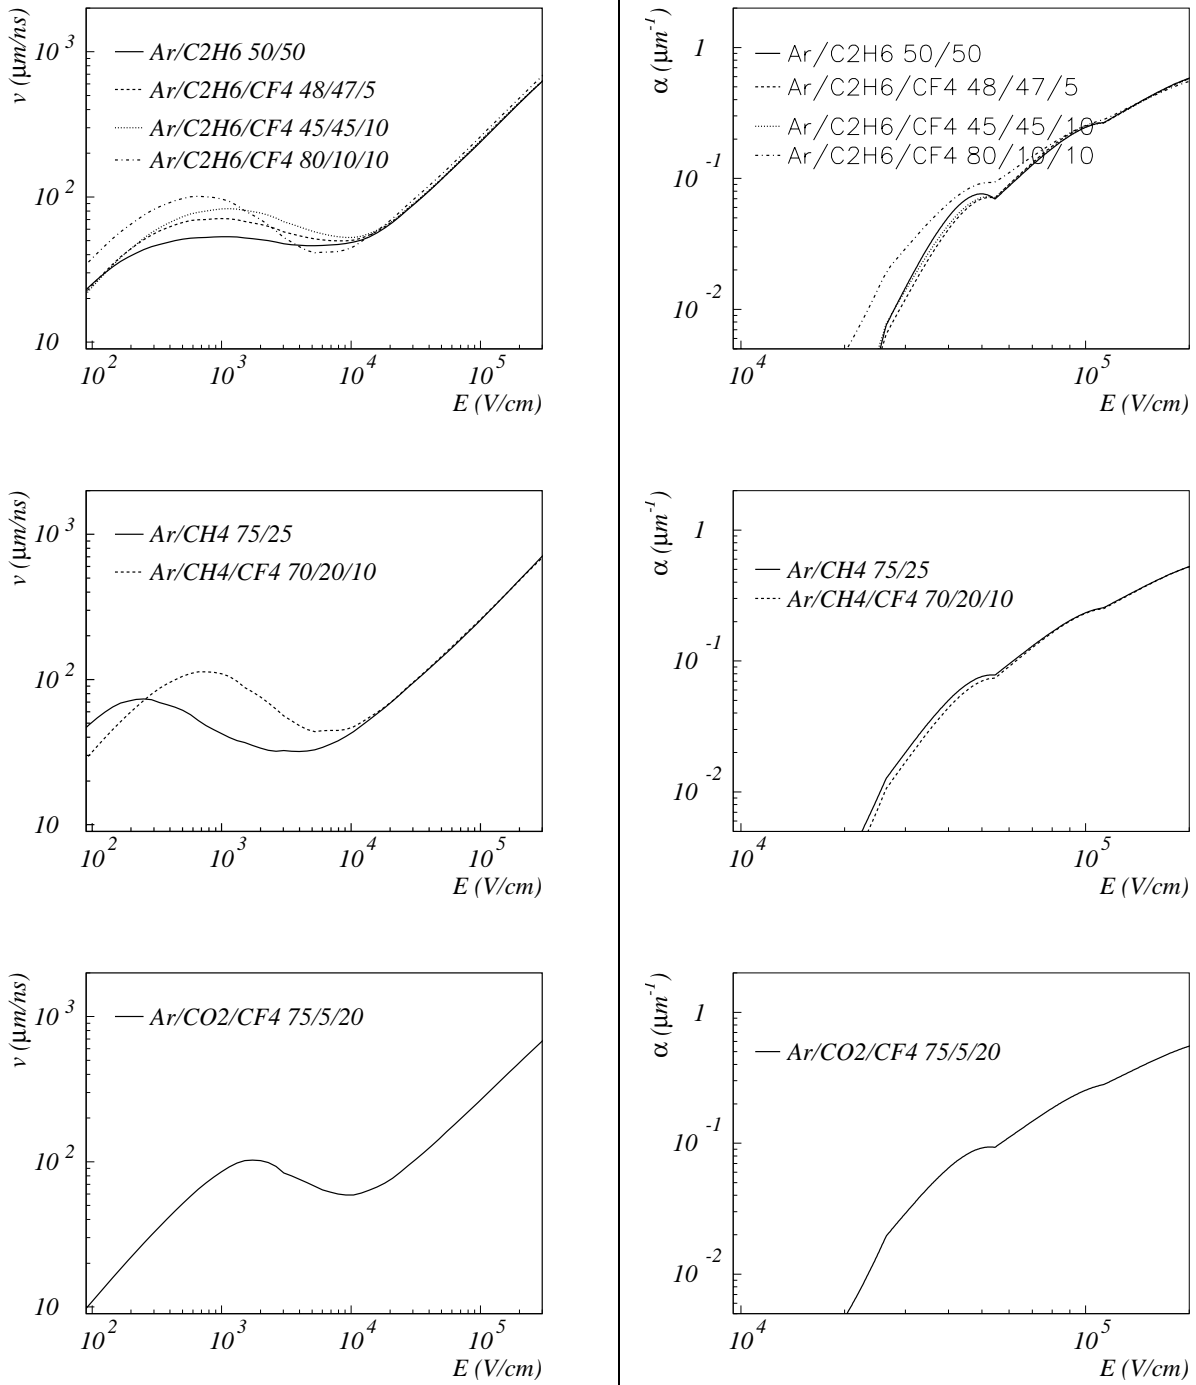 v (μm/ns)
10 3
10 2
10
Ar/C2H6 50/50
Ar/C2H6/CF4 48/47/5
Ar/C2H6/CF4 45/45/10
Ar/C2H6/CF4 80/10/10
10 2
10 3
10 4
10 5
E (V/cm)
α (μm-1)
1
10 -1
10 -2
Ar/C2H6 50/50
Ar/C2H6/CF4 48/47/5
Ar/C2H6/CF4 45/45/10
Ar/C2H6/CF4 80/10/10
10 4
10 5
E (V/cm)
v (μm/ns)
10 3
10 2
10
Ar/CH4 75/25
Ar/CH4/CF4 70/20/10
10 2
10 3
10 4
10 5
E (V/cm)
α (μm-1)
1
10 -1
10 -2
Ar/CH4 75/25
Ar/CH4/CF4 70/20/10
10 4
10 5
E (V/cm)
v (μm/ns)
10 3
10 2
10
Ar/CO2/CF4 75/5/20
10 2
10 3
10 4
10 5
E (V/cm)
α (μm-1)
1
10 -1
10 -2
Ar/CO2/CF4 75/5/20
10 4
10 5
E (V/cm)